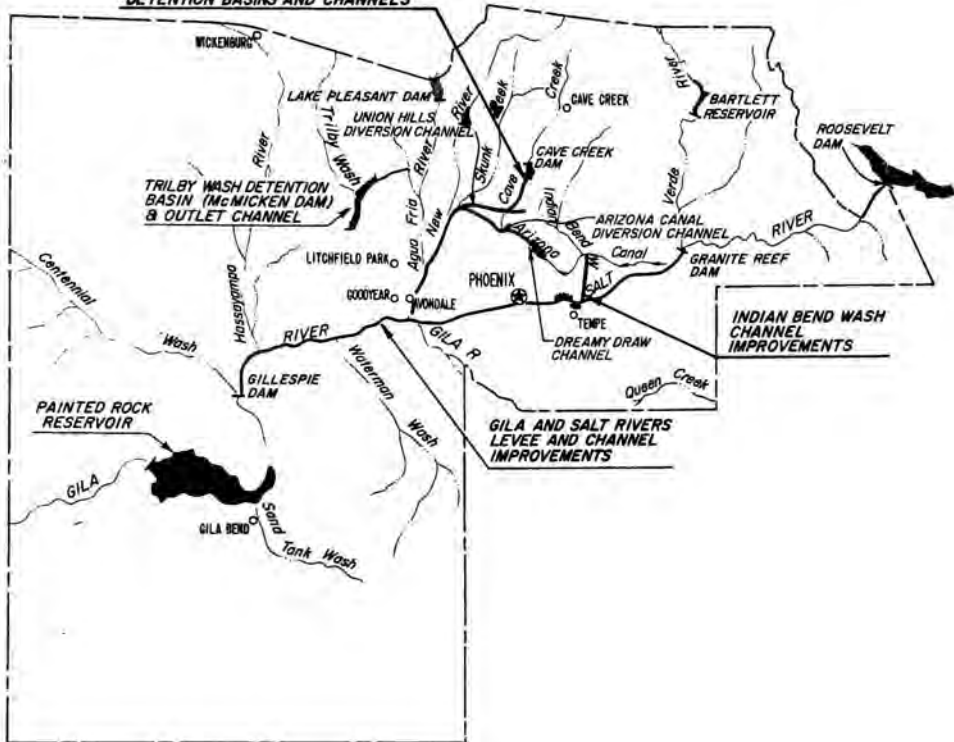 DETENTION BASINS AND CHANNELS
WICKENBURG
LAKE PLEASANT DAM
UNION HILLS
DIVERSION CHANNEL
River
Skunk
Creek
Creek
CAVE CREEK
River
BARTLETT
RESERVOIR
ROOSEVELT
DAM
River
Trilby Wash
TRILBY WASH DETENTION
BASIN (McMICKEN DAM)
& OUTLET CHANNEL
Agua Fria River
New
Cave
CAVE CREEK
DAM
Indian Bend W
Verde
ARIZONA CANAL
DIVERSION CHANNEL
Arizona
Canal
GRANITE REEF
DAM
RIVER
SALT
LITCHFIELD PARK
GOODYEAR
AVONDALE
PHOENIX
TEMPE
DREAMY DRAW
CHANNEL
INDIAN BEND WASH
CHANNEL
IMPROVEMENTS
Centennial
Wash
Hassayampa
RIVER
GILA R
Queen Creek
GILLESPIE
DAM
Waterman
Wash
PAINTED ROCK
RESERVOIR
GILA AND SALT RIVERS
LEVEE AND CHANNEL
IMPROVEMENTS
GILA
GILA BEND
Sand
Tank Wash